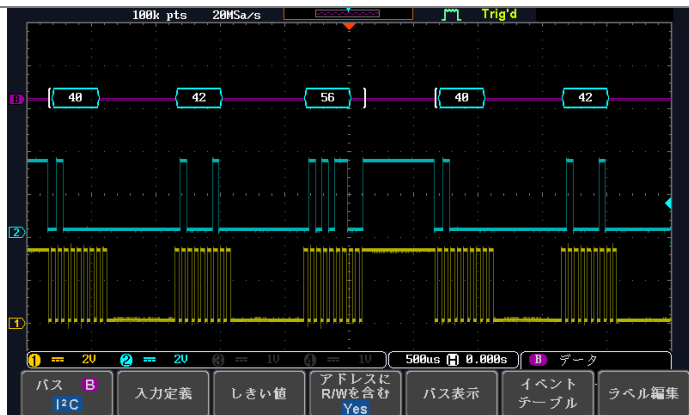 100k pts 20MSa/s Trig'd
B 40 42 56 40 42
2
1
1 2V 2 2V 3 1V 4 1V 500us H 0.000s B データ
バス B
I²C
入力定義
しきい値
アドレスに
R/Wを含む
Yes
バス表示
イベント
テーブル
ラベル編集